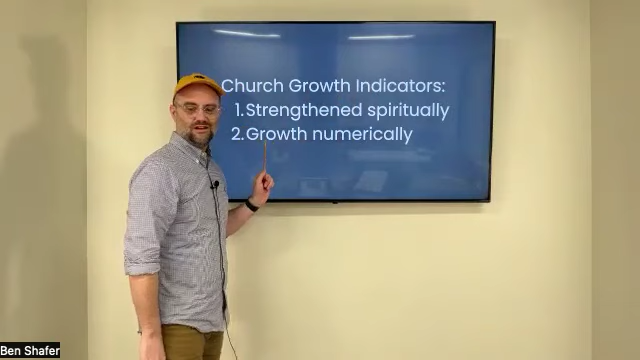 Church Growth Indicators:
1.Strengthened spiritually
2.Growth numerically
Ben Shafer